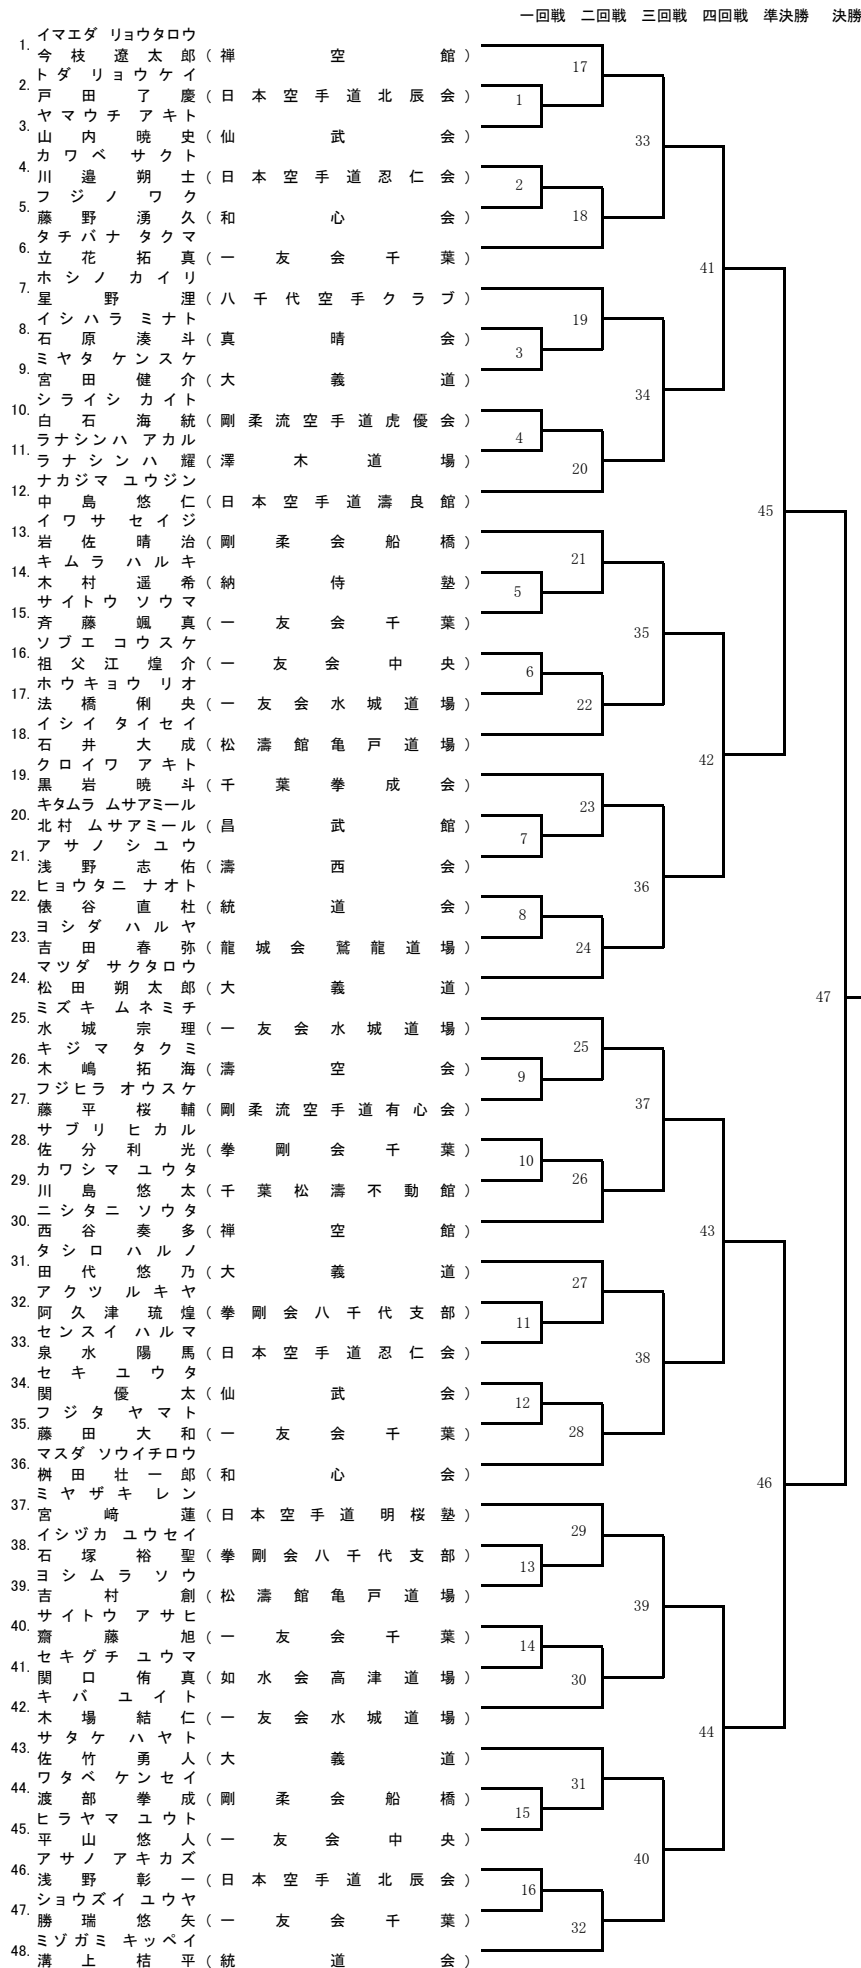 一回戦 二回戦 三回戦 四回戦 準決勝 決勝
イマエダ リョウタロウ
1. 今枝遼太郎 (禅空館)
トダ リョウケイ
2. 戸田了慶 (日本空手道北辰会)
ヤマウチ アキト
3. 山内暁史 (仙武会)
カワベ サクト
4. 川邉朔士 (日本空手道忍仁会)
フジノ ワク
5. 藤野湧久 (和心会)
タチバナ タクマ
6. 立花拓真 (一友会千葉)
ホシノ カイリ
7. 星野浬 (八千代空手クラブ)
イシハラ ミナト
8. 石原湊斗 (真晴会)
ミヤタ ケンスケ
9. 宮田健介 (大義道)
シライシ カイト
10. 白石海統 (剛柔流空手道虎優会)
ラナシンハ アカル
11. ラナシンハ耀 (澤木道場)
ナカジマ ユウジン
12. 中島悠仁 (日本空手道濤良館)
イワサ セイジ
13. 岩佐晴治 (剛柔会船橋)
キムラ ハルキ
14. 木村遥希 (納侍塾)
サイトウ ソウマ
15. 斉藤颯真 (一友会千葉)
ソブエ コウスケ
16. 祖父江煌介 (一友会中央)
ホウキョウ リオ
17. 法橋俐央 (一友会水城道場)
イシイ タイセイ
18. 石井大成 (松濤館亀戸道場)
クロイワ アキト
19. 黒岩暁斗 (千葉拳成会)
キタムラ ムサアミール
20. 北村 ムサアミール (昌武館)
アサノ シユウ
21. 浅野志佑 (濤西会)
ヒョウタニ ナオト
22. 俵谷直杜 (統道会)
ヨシダ ハルヤ
23. 吉田春弥 (龍城会 鷲龍道場)
マツダ サクタロウ
24. 松田朔太郎 (大義道)
ミズキ ムネミチ
25. 水城宗理 (一友会水城道場)
キジマ タクミ
26. 木嶋拓海 (濤空会)
フジヒラ オウスケ
27. 藤平桜輔 (剛柔流空手道有心会)
サブリ ヒカル
28. 佐分利光 (拳剛会千葉)
カワシマ ユウタ
29. 川島悠太 (千葉松濤不動館)
ニシタニ ソウタ
30. 西谷奏多 (禅空館)
タシロ ハルノ
31. 田代悠乃 (大義道)
アクツ ルキヤ
32. 阿久津琉煌 (拳剛会八千代支部)
センスイ ハルマ
33. 泉水陽馬 (日本空手道忍仁会)
セキ ユウタ
34. 関優太 (仙武会)
フジタ ヤマト
35. 藤田大和 (一友会千葉)
マスダ ソウイチロウ
36. 桝田壮一郎 (和心会)
ミヤザキ レン
37. 宮﨑蓮 (日本空手道 明桜塾)
イシヅカ ユウセイ
38. 石塚裕聖 (拳剛会八千代支部)
ヨシムラ ソウ
39. 吉村創 (松濤館亀戸道場)
サイトウ アサヒ
40. 齋藤旭 (一友会千葉)
セキグチ ユウマ
41. 関口侑真 (如水会高津道場)
キバ ユイト
42. 木場結仁 (一友会水城道場)
サタケ ハヤト
43. 佐竹勇人 (大義道)
ワタベ ケンセイ
44. 渡部拳成 (剛柔会船橋)
ヒラヤマ ユウト
45. 平山悠人 (一友会中央)
アサノ アキカズ
46. 浅野彰一 (日本空手道北辰会)
ショウズイ ユウヤ
47. 勝瑞悠矢 (一友会千葉)
ミゾガミ キッペイ
48. 溝上桔平 (統道会)
1
2
3
4
5
6
7
8
9
10
11
12
13
14
15
16
17
18
19
20
21
22
23
24
25
26
27
28
29
30
31
32
33
34
35
36
37
38
39
40
41
42
43
44
45
46
47